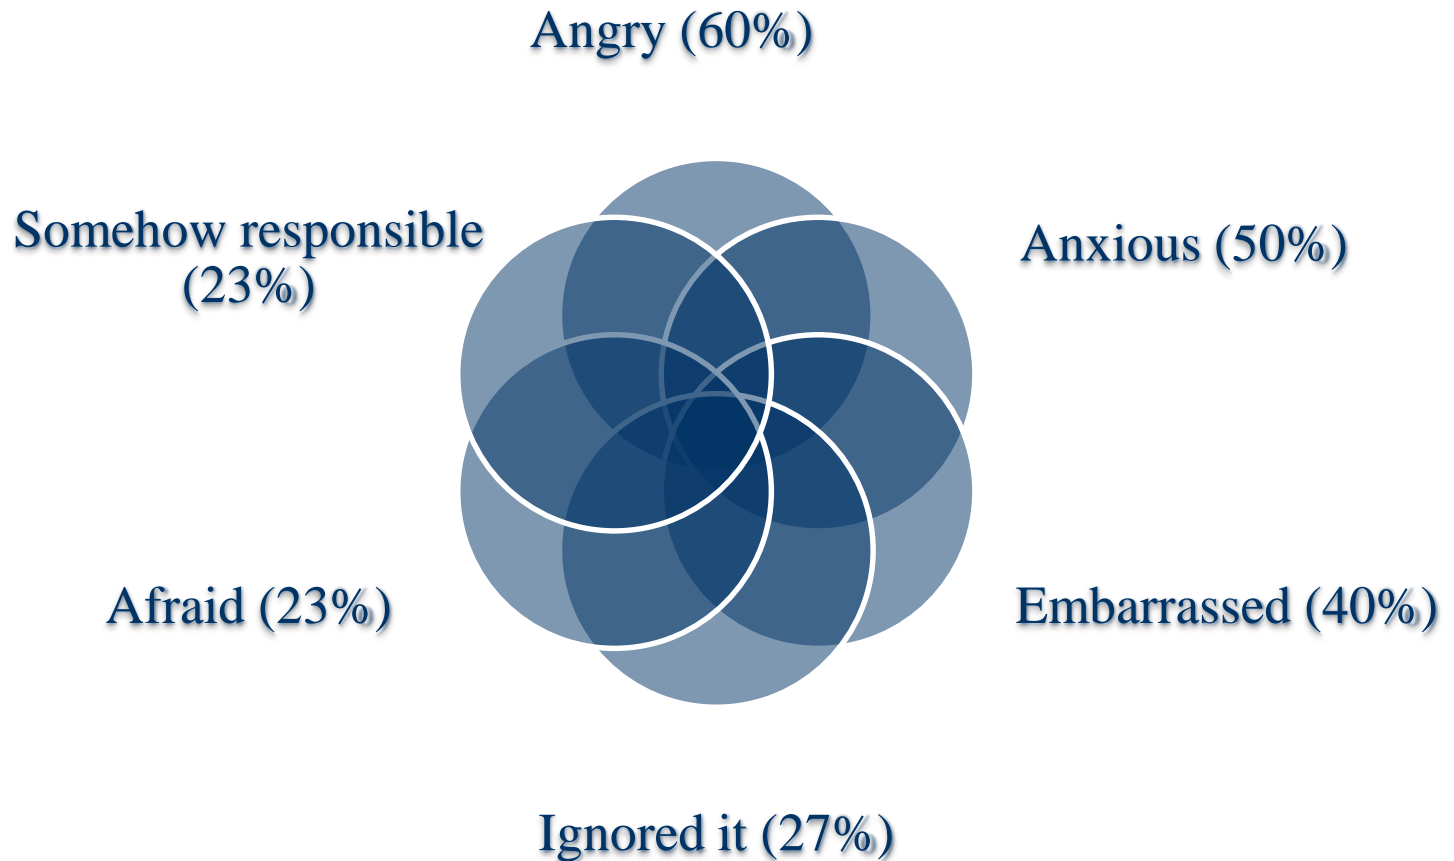 Angry (60%)
Anxious (50%)
Embarrassed (40%)
Ignored it (27%)
Afraid (23%)
Somehow responsible
(23%)